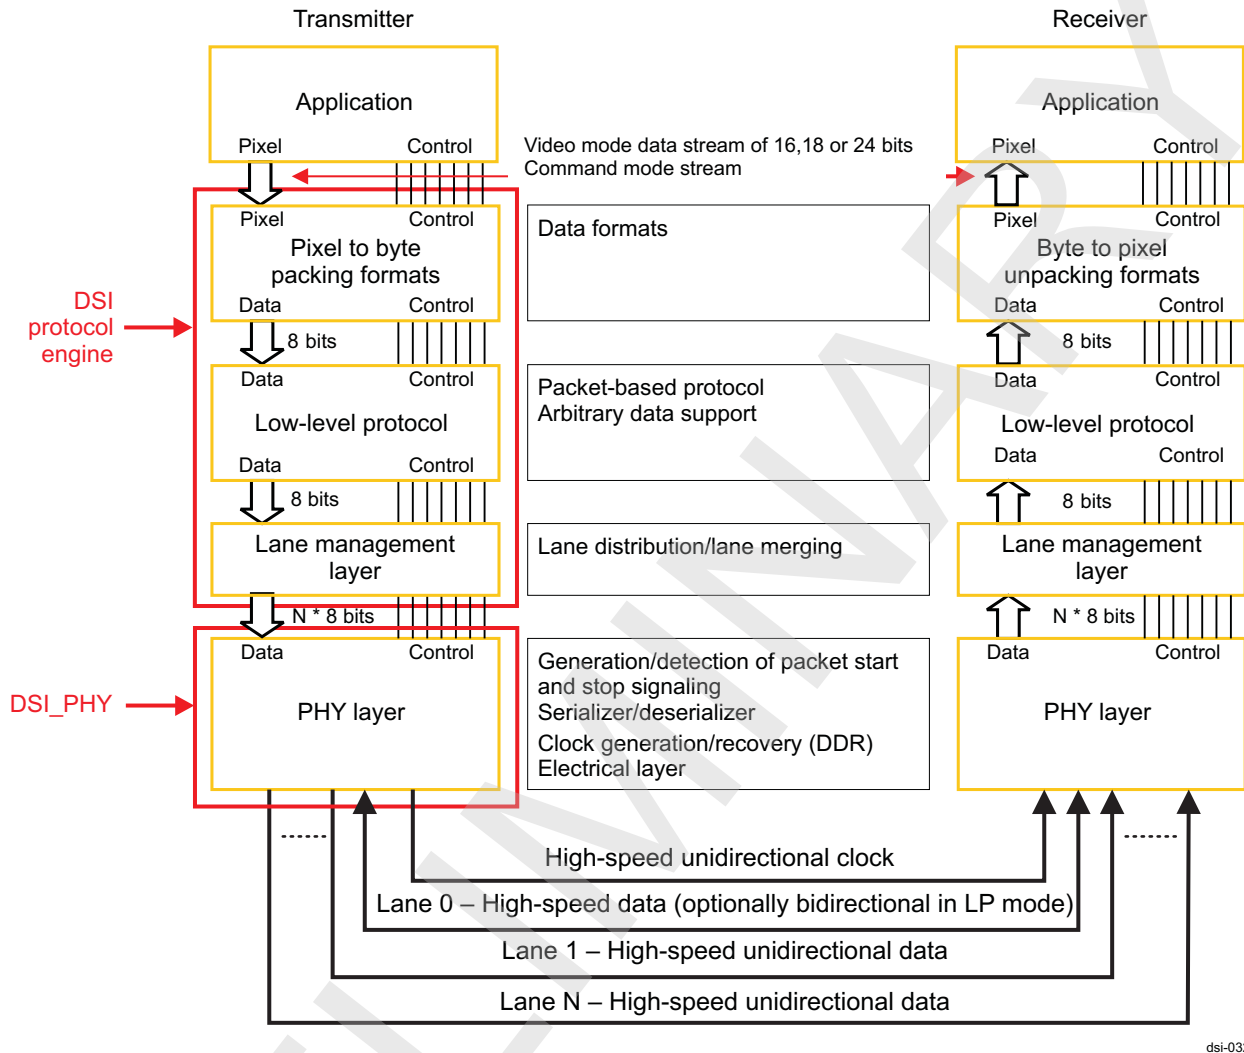 Transmitter
Receiver
Application
Pixel
Control
Video mode data stream of 16,18 or 24 bits
Command mode stream
Application
Pixel
Control
Pixel
Control
Pixel to byte
packing formats
Data
Control
Data formats
Pixel
Control
Byte to pixel
unpacking formats
Data
Control
DSI
protocol
engine
8 bits
8 bits
Data
Control
Low-level protocol
Data
Control
Packet-based protocol
Arbitrary data support
Data
Control
Low-level protocol
Data
Control
8 bits
8 bits
Lane management
layer
Lane distribution/lane merging
Lane management
layer
N * 8 bits
N * 8 bits
DSI_PHY
Data
Control
PHY layer
Generation/detection of packet start
and stop signaling
Serializer/deserializer
Clock generation/recovery (DDR)
Electrical layer
Data
Control
PHY layer
High-speed unidirectional clock
Lane 0 – High-speed data (optionally bidirectional in LP mode)
Lane 1 – High-speed unidirectional data
Lane N – High-speed unidirectional data